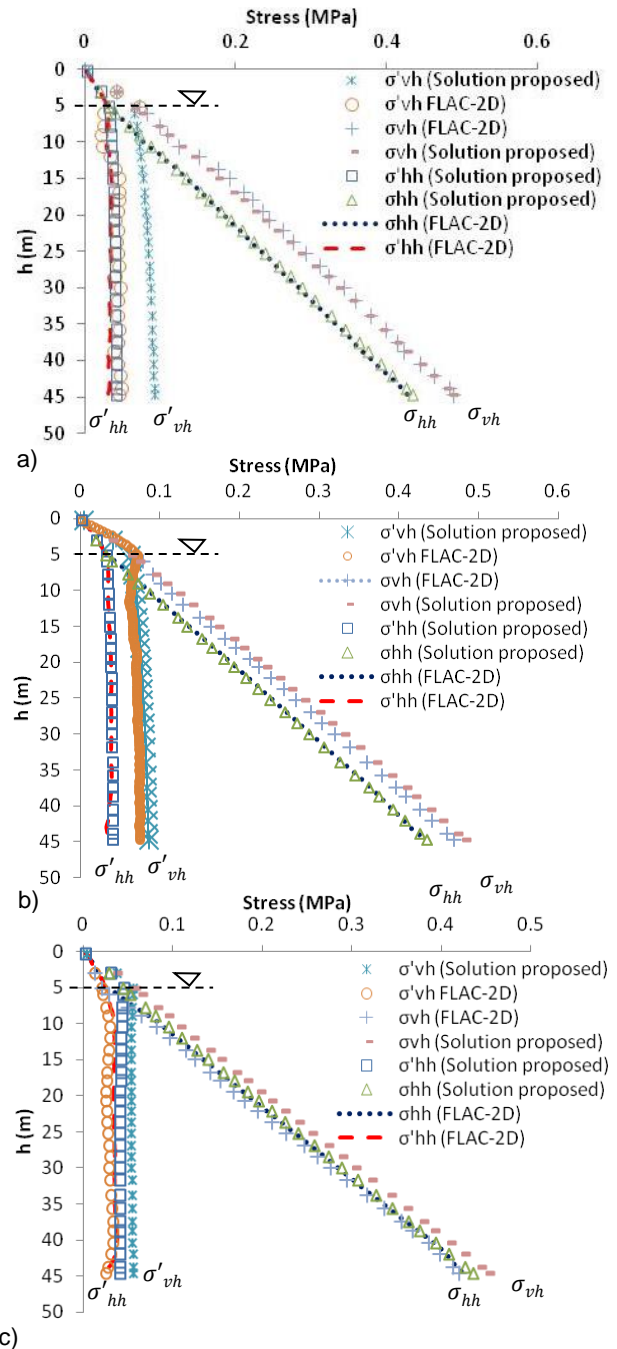 Stress (MPa)
0 0.2 0.4 0.6
0
5
10
15
20
25
30
35
40
45
50
h (m)
σ'vh (Solution proposed)
σ'vh FLAC-2D)
σvh (FLAC-2D)
σvh (Solution proposed)
σ'hh (Solution proposed)
σhh (Solution proposed)
σhh (FLAC-2D)
σ'hh (FLAC-2D)
σ'hh σ'vh σhh σvh
a)
Stress (MPa)
0 0.1 0.2 0.3 0.4 0.5 0.6
0
5
10
15
20
25
30
35
40
45
50
h (m)
σ'vh (Solution proposed)
σ'vh FLAC-2D)
σvh (FLAC-2D)
σvh (Solution proposed)
σ'hh (Solution proposed)
σhh (Solution proposed)
σhh (FLAC-2D)
σ'hh (FLAC-2D)
σ'hh σ'vh σhh σvh
b)
Stress (MPa)
0 0.1 0.2 0.3 0.4 0.5
0
5
10
15
20
25
30
35
40
45
50
h (m)
σ'vh (Solution proposed)
σ'vh FLAC-2D)
σvh (FLAC-2D)
σvh (Solution proposed)
σ'hh (Solution proposed)
σhh (Solution proposed)
σhh (FLAC-2D)
σ'hh (FLAC-2D)
σ'hh σ'vh σhh σvh
c)